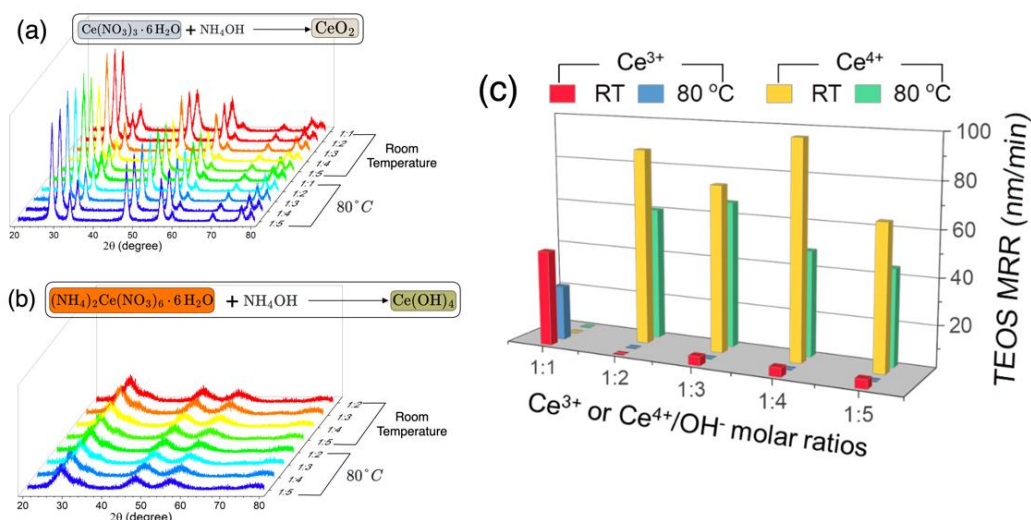 (a)
Ce(NO₃)₃ · 6 H₂O + NH₄OH ⟶ CeO₂
1:1
1:2
1:3
1:4
1:5
Room
Temperature
1:1
1:2
1:3
1:4
1:5
80°C
20 30 40 50 60 70 80
2θ (degree)
(b)
(NH₄)₂Ce(NO₃)₆ · 6 H₂O + NH₄OH ⟶ Ce(OH)₄
1:2
1:3
1:4
1:5
Room
Temperature
1:2
1:3
1:4
1:5
80°C
20 30 40 50 60 70 80
2θ (degree)
(c)
Ce³⁺ Ce⁴⁺
RT 80 °C RT 80 °C
100
80
60
40
20
TEOS MRR (nm/min)
1:1 1:2 1:3 1:4 1:5
Ce³⁺ or Ce⁴⁺/OH⁻ molar ratios